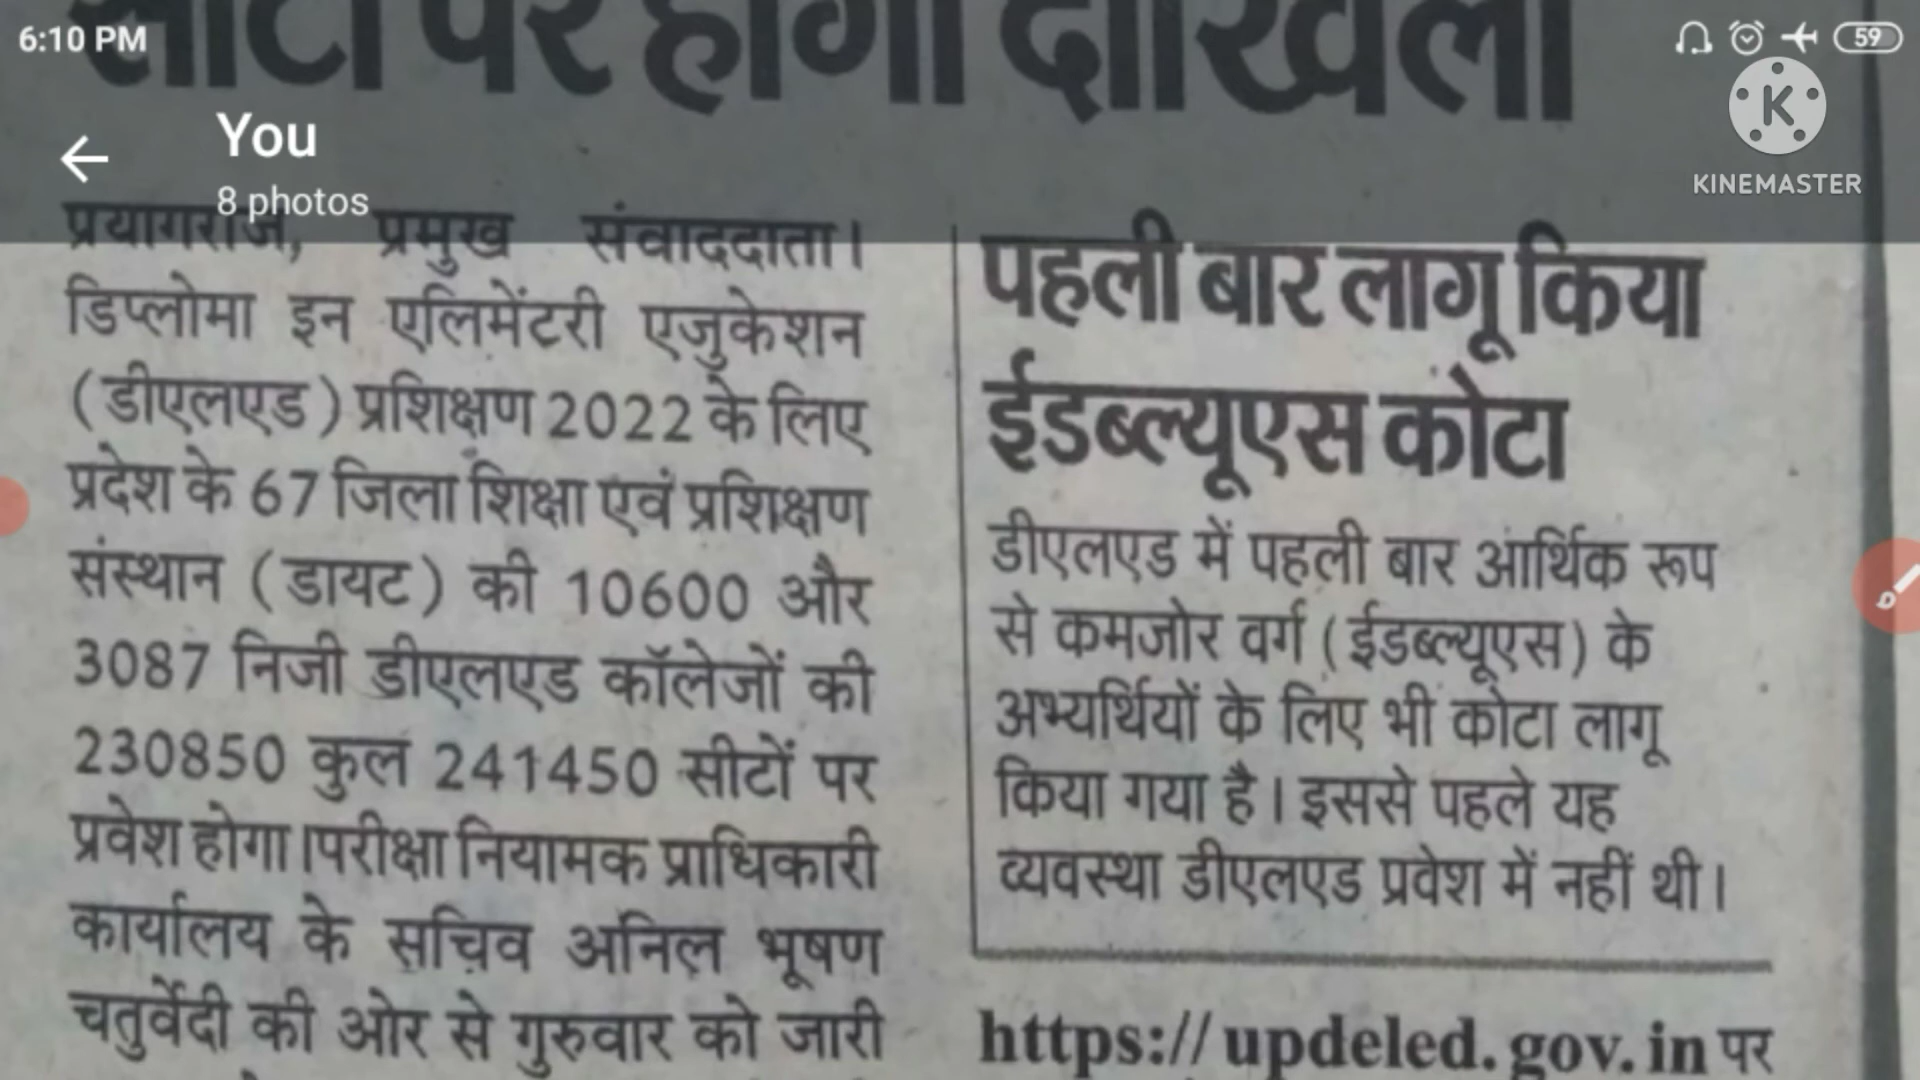 सीटों पर होगा दाखिला
6:10 PM
59
You
8 photos
KINEMASTER
प्रयागराज, प्रमुख संवाददाता।
डिप्लोमा इन एलिमेंटरी एजुकेशन
(डीएलएड) प्रशिक्षण 2022 के लिए
प्रदेश के 67 जिला शिक्षा एवं प्रशिक्षण
संस्थान (डायट) की 10600 और
3087 निजी डीएलएड कॉलेजों की
230850 कुल 241450 सीटों पर
प्रवेश होगा।परीक्षा नियामक प्राधिकारी
कार्यालय के सचिव अनिल भूषण
चतुर्वेदी की ओर से गुरुवार को जारी
पहली बार लागू किया
ईडब्ल्यूएस कोटा
डीएलएड में पहली बार आर्थिक रूप
से कमजोर वर्ग (ईडब्ल्यूएस) के
अभ्यर्थियों के लिए भी कोटा लागू
किया गया है। इससे पहले यह
व्यवस्था डीएलएड प्रवेश में नहीं थी।
https://updeled.gov.in पर